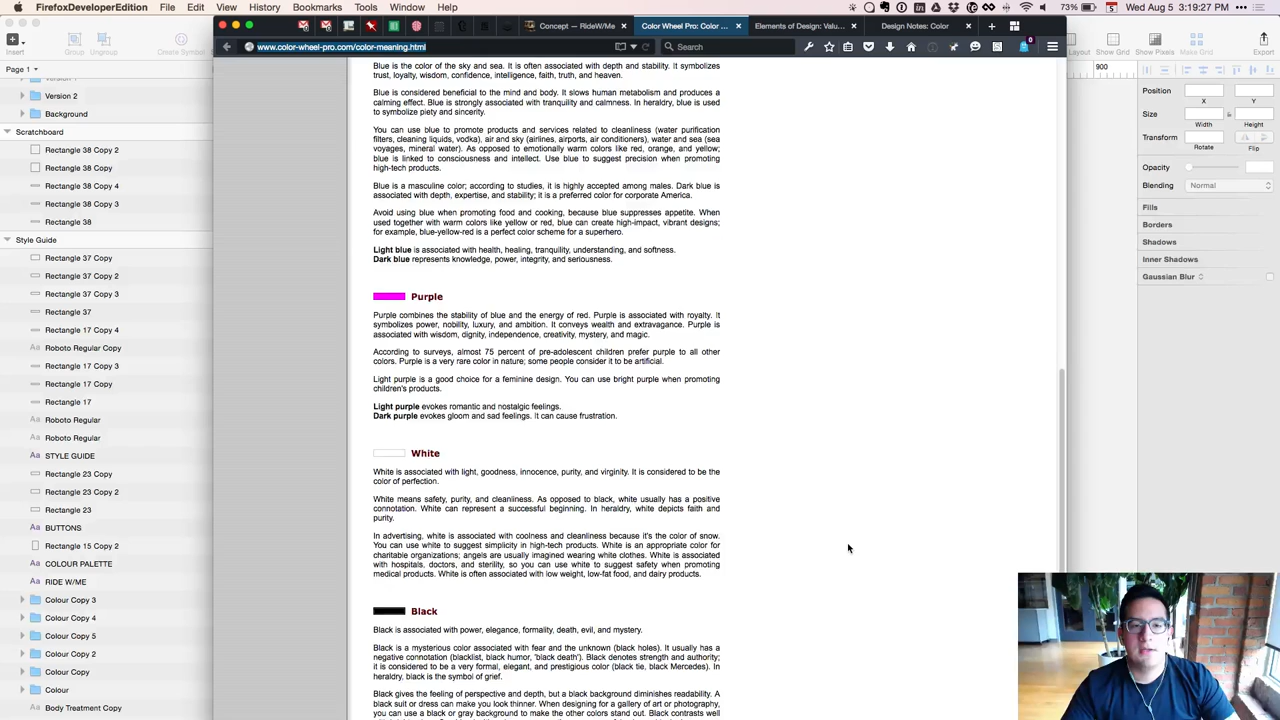 FirefoxDeveloperEdition File Edit View History Bookmarks Tools Window 73% Wed Aug 5 3:19:27 PM
Concept — RideW/Me Color Wheel Pro: Color ... Elements of Design: Valu... Design Notes: Color
www.color-wheel-pro.com/color-meaning.html Search 0
Insert Group Ungroup Create Symbol
Layout Show Grid Show Pixels Make Grid Export
Page 1
900
Version 1
Version 2
Background
Scratchboard
Rectangle 38 Copy 2
Rectangle 38 Copy
Rectangle 38 Copy 4
Rectangle 38 Copy 3
Rectangle 38
Style Guide
Rectangle 37 Copy
Rectangle 37 Copy 2
Rectangle 37 Copy 3
Rectangle 37
Rectangle 17 Copy 4
Roboto Regular Copy
Rectangle 17 Copy 3
Rectangle 17 Copy
Rectangle 17
Roboto Regular
Roboto Regular
STYLE GUIDE
Rectangle 23 Copy
Rectangle 23 Copy 2
Rectangle 23
BUTTONS
Rectangle 15 Copy 2
COLOUR PALETTE
RIDE W/ME
Colour Copy 3
Colour Copy 4
Colour Copy 5
Colour Copy 2
Colour Copy
Colour
Body Treatment Copy
Blue is the color of the sky and sea. It is often associated with depth and stability. It symbolizes
trust, loyalty, wisdom, confidence, intelligence, faith, truth, and heaven.
Blue is considered beneficial to the mind and body. It slows human metabolism and produces a
calming effect. Blue is strongly associated with tranquility and calmness. In heraldry, blue is used
to symbolize piety and sincerity.
You can use blue to promote products and services related to cleanliness (water purification
filters, cleaning liquids, vodka), air and sky (airlines, airports, air conditioners), water and sea (sea
voyages, mineral water). As opposed to emotionally warm colors like red, orange, and yellow;
blue is linked to consciousness and intellect. Use blue to suggest precision when promoting
high-tech products.
Blue is a masculine color; according to studies, it is highly accepted among males. Dark blue is
associated with depth, expertise, and stability; it is a preferred color for corporate America.
Avoid using blue when promoting food and cooking, because blue suppresses appetite. When
used together with warm colors like yellow or red, blue can create high-impact, vibrant designs;
for example, blue-yellow-red is a perfect color scheme for a superhero.
Light blue is associated with health, healing, tranquility, understanding, and softness.
Dark blue represents knowledge, power, integrity, and seriousness.
Purple
Purple combines the stability of blue and the energy of red. Purple is associated with royalty. It
symbolizes power, nobility, luxury, and ambition. It conveys wealth and extravagance. Purple is
associated with wisdom, dignity, independence, creativity, mystery, and magic.
According to surveys, almost 75 percent of pre-adolescent children prefer purple to all other
colors. Purple is a very rare color in nature; some people consider it to be artificial.
Light purple is a good choice for a feminine design. You can use bright purple when promoting
children's products.
Light purple evokes romantic and nostalgic feelings.
Dark purple evokes gloom and sad feelings. It can cause frustration.
White
White is associated with light, goodness, innocence, purity, and virginity. It is considered to be the
color of perfection.
White means safety, purity, and cleanliness. As opposed to black, white usually has a positive
connotation. White can represent a successful beginning. In heraldry, white depicts faith and
purity.
In advertising, white is associated with coolness and cleanliness because it's the color of snow.
You can use white to suggest simplicity in high-tech products. White is an appropriate color for
charitable organizations; angels are usually imagined wearing white clothes. White is associated
with hospitals, doctors, and sterility, so you can use white to suggest safety when promoting
medical products. White is often associated with low weight, low-fat food, and dairy products.
Black
Black is associated with power, elegance, formality, death, evil, and mystery.
Black is a mysterious color associated with fear and the unknown (black holes). It usually has a
negative connotation (blacklist, black humor, 'black death'). Black denotes strength and authority;
it is considered to be a very formal, elegant, and prestigious color (black tie, black Mercedes). In
heraldry, black is the symbol of grief.
Black gives the feeling of perspective and depth, but a black background diminishes readability. A
black suit or dress can make you look thinner. When designing for a gallery of art or photography,
you can use a black or gray background to make the other colors stand out. Black contrasts well
Position
X Y
Size
Width Height
Transform
Rotate Flip
Opacity
Blending Normal
Fills
Borders
Shadows
Inner Shadows
Gaussian Blur